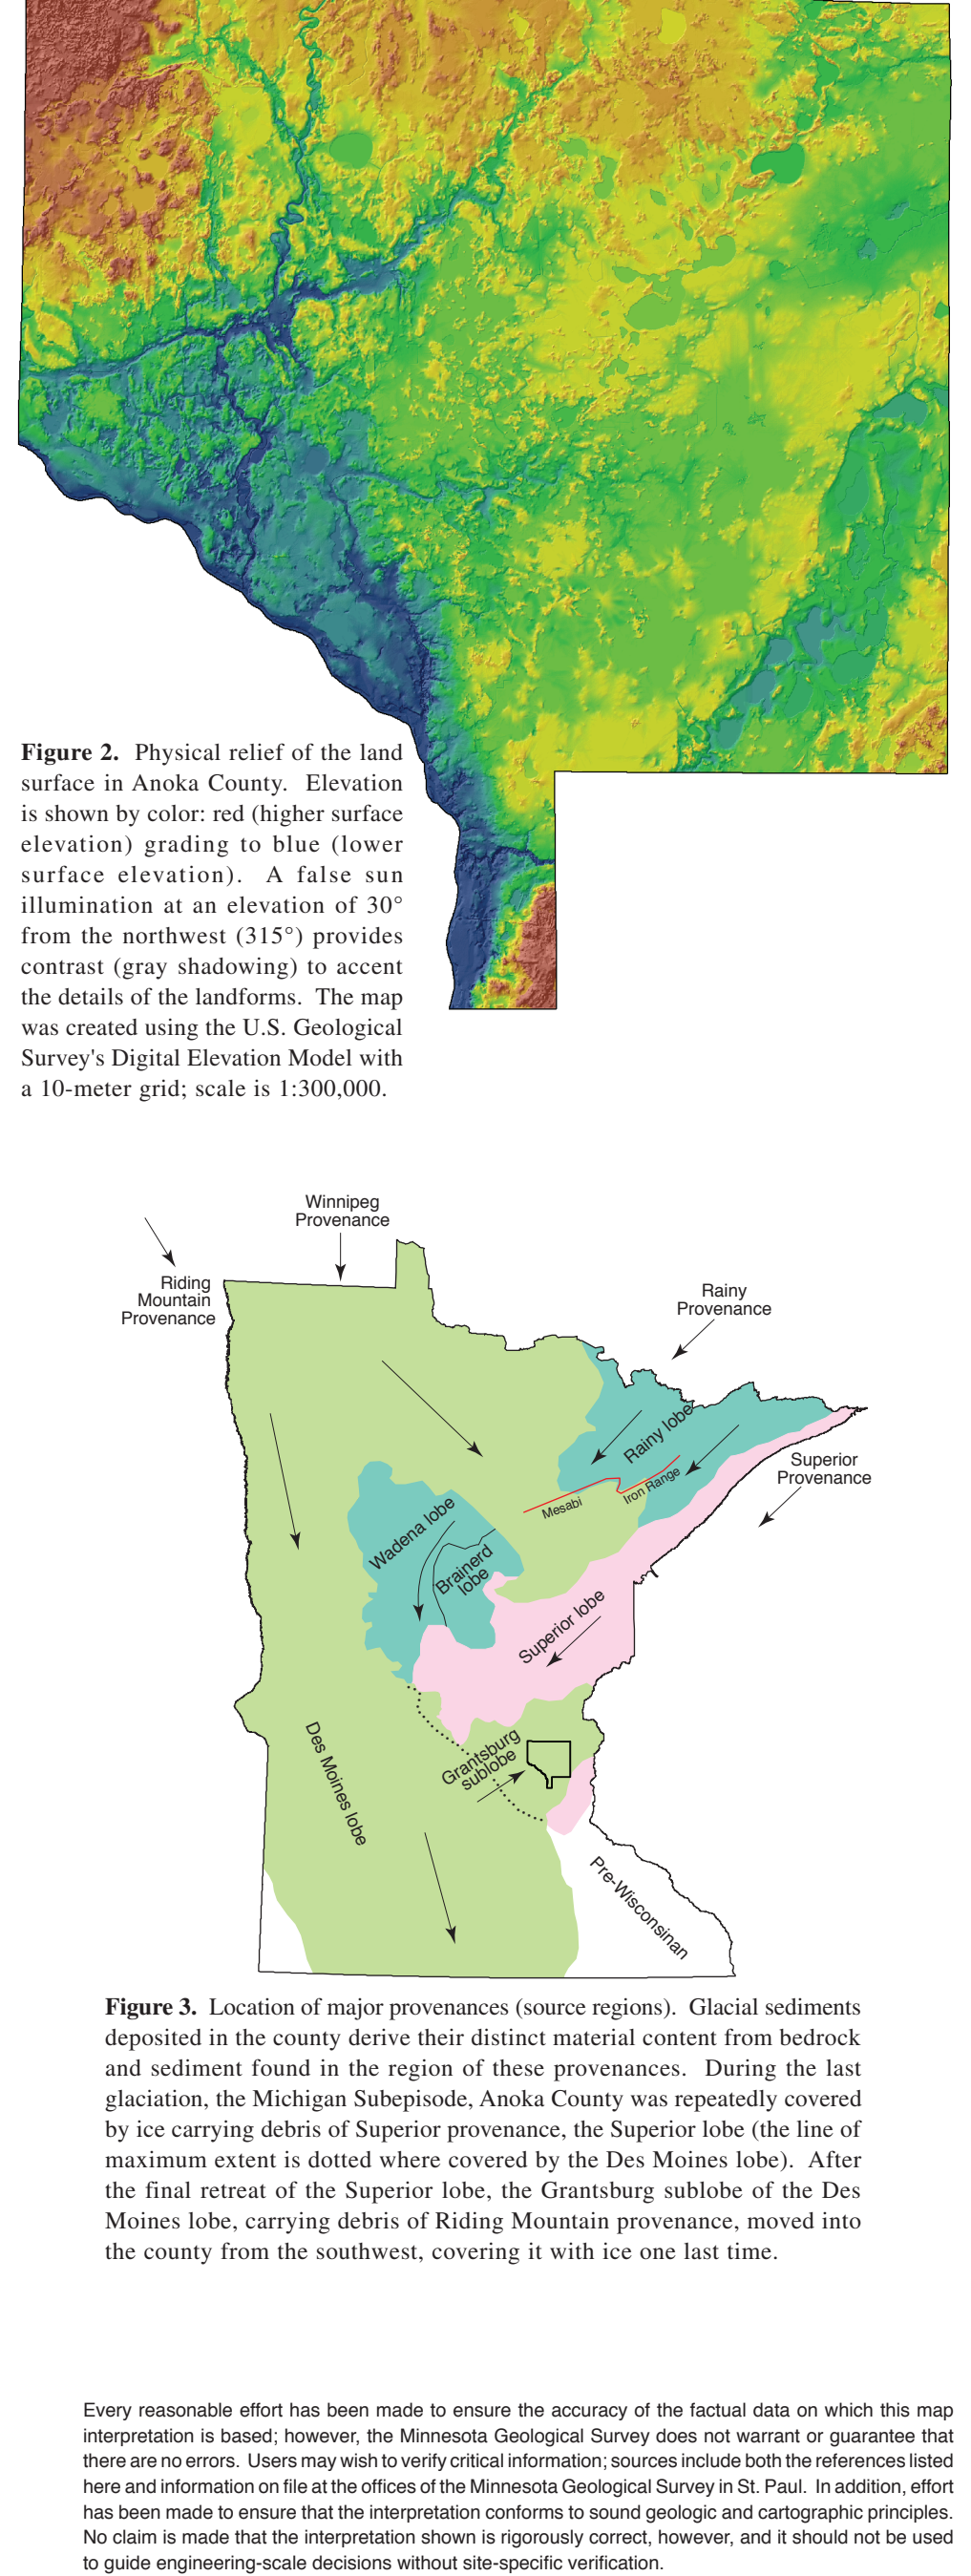 Figure 2. Physical relief of the land
surface in Anoka County. Elevation
is shown by color: red (higher surface
elevation) grading to blue (lower
surface elevation). A false sun
illumination at an elevation of 30°
from the northwest (315°) provides
contrast (gray shadowing) to accent
the details of the landforms. The map
was created using the U.S. Geological
Survey's Digital Elevation Model with
a 10-meter grid; scale is 1:300,000.
Winnipeg
Provenance
Riding
Mountain
Provenance
Rainy
Provenance
Rainy lobe
Superior
Provenance
Mesabi
Iron Range
Wadena lobe
Brainerd
lobe
Superior lobe
Des Moines lobe
Grantsburg
sublobe
Pre-Wisconsinan
Figure 3. Location of major provenances (source regions). Glacial sediments
deposited in the county derive their distinct material content from bedrock
and sediment found in the region of these provenances. During the last
glaciation, the Michigan Subepisode, Anoka County was repeatedly covered
by ice carrying debris of Superior provenance, the Superior lobe (the line of
maximum extent is dotted where covered by the Des Moines lobe). After
the final retreat of the Superior lobe, the Grantsburg sublobe of the Des
Moines lobe, carrying debris of Riding Mountain provenance, moved into
the county from the southwest, covering it with ice one last time.
Every reasonable effort has been made to ensure the accuracy of the factual data on which this map
interpretation is based; however, the Minnesota Geological Survey does not warrant or guarantee that
there are no errors. Users may wish to verify critical information; sources include both the references listed
here and information on file at the offices of the Minnesota Geological Survey in St. Paul. In addition, effort
has been made to ensure that the interpretation conforms to sound geologic and cartographic principles.
No claim is made that the interpretation shown is rigorously correct, however, and it should not be used
to guide engineering-scale decisions without site-specific verification.